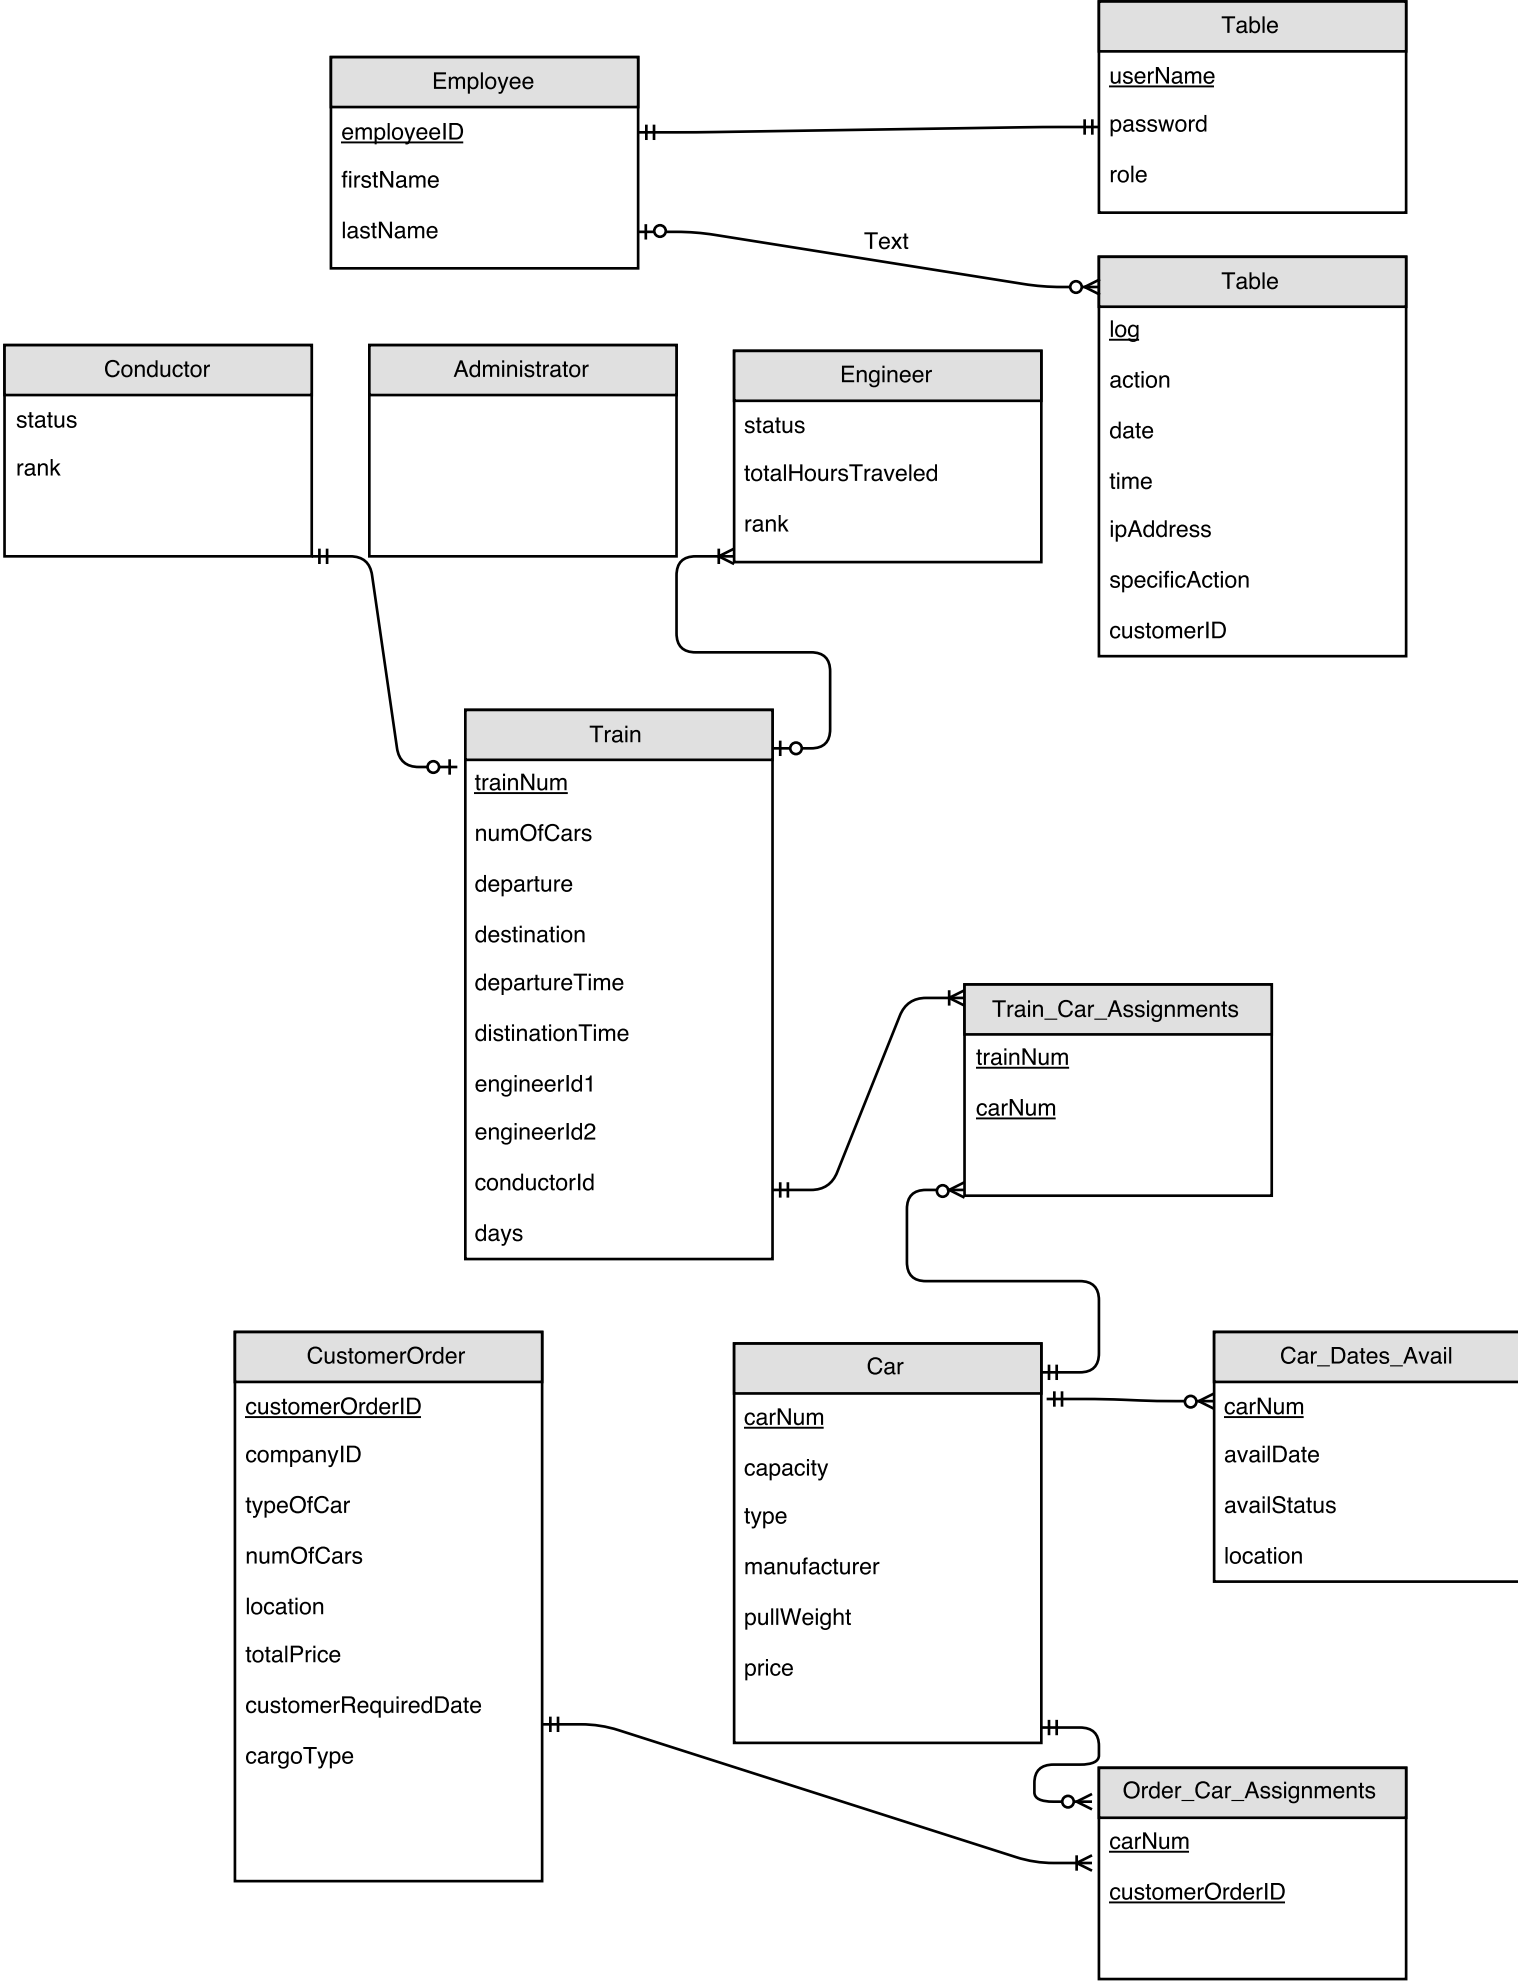 Table
userName
password
role
Employee
employeeID
firstName
lastName
Text
Table
log
action
date
time
ipAddress
specificAction
customerID
Conductor
status
rank
Administrator
Engineer
status
totalHoursTraveled
rank
Train
trainNum
numOfCars
departure
destination
departureTime
distinationTime
engineerId1
engineerId2
conductorId
days
Train_Car_Assignments
trainNum
carNum
CustomerOrder
customerOrderID
companyID
typeOfCar
numOfCars
location
totalPrice
customerRequiredDate
cargoType
Car
carNum
capacity
type
manufacturer
pullWeight
price
Car_Dates_Avail
carNum
availDate
availStatus
location
Order_Car_Assignments
carNum
customerOrderID